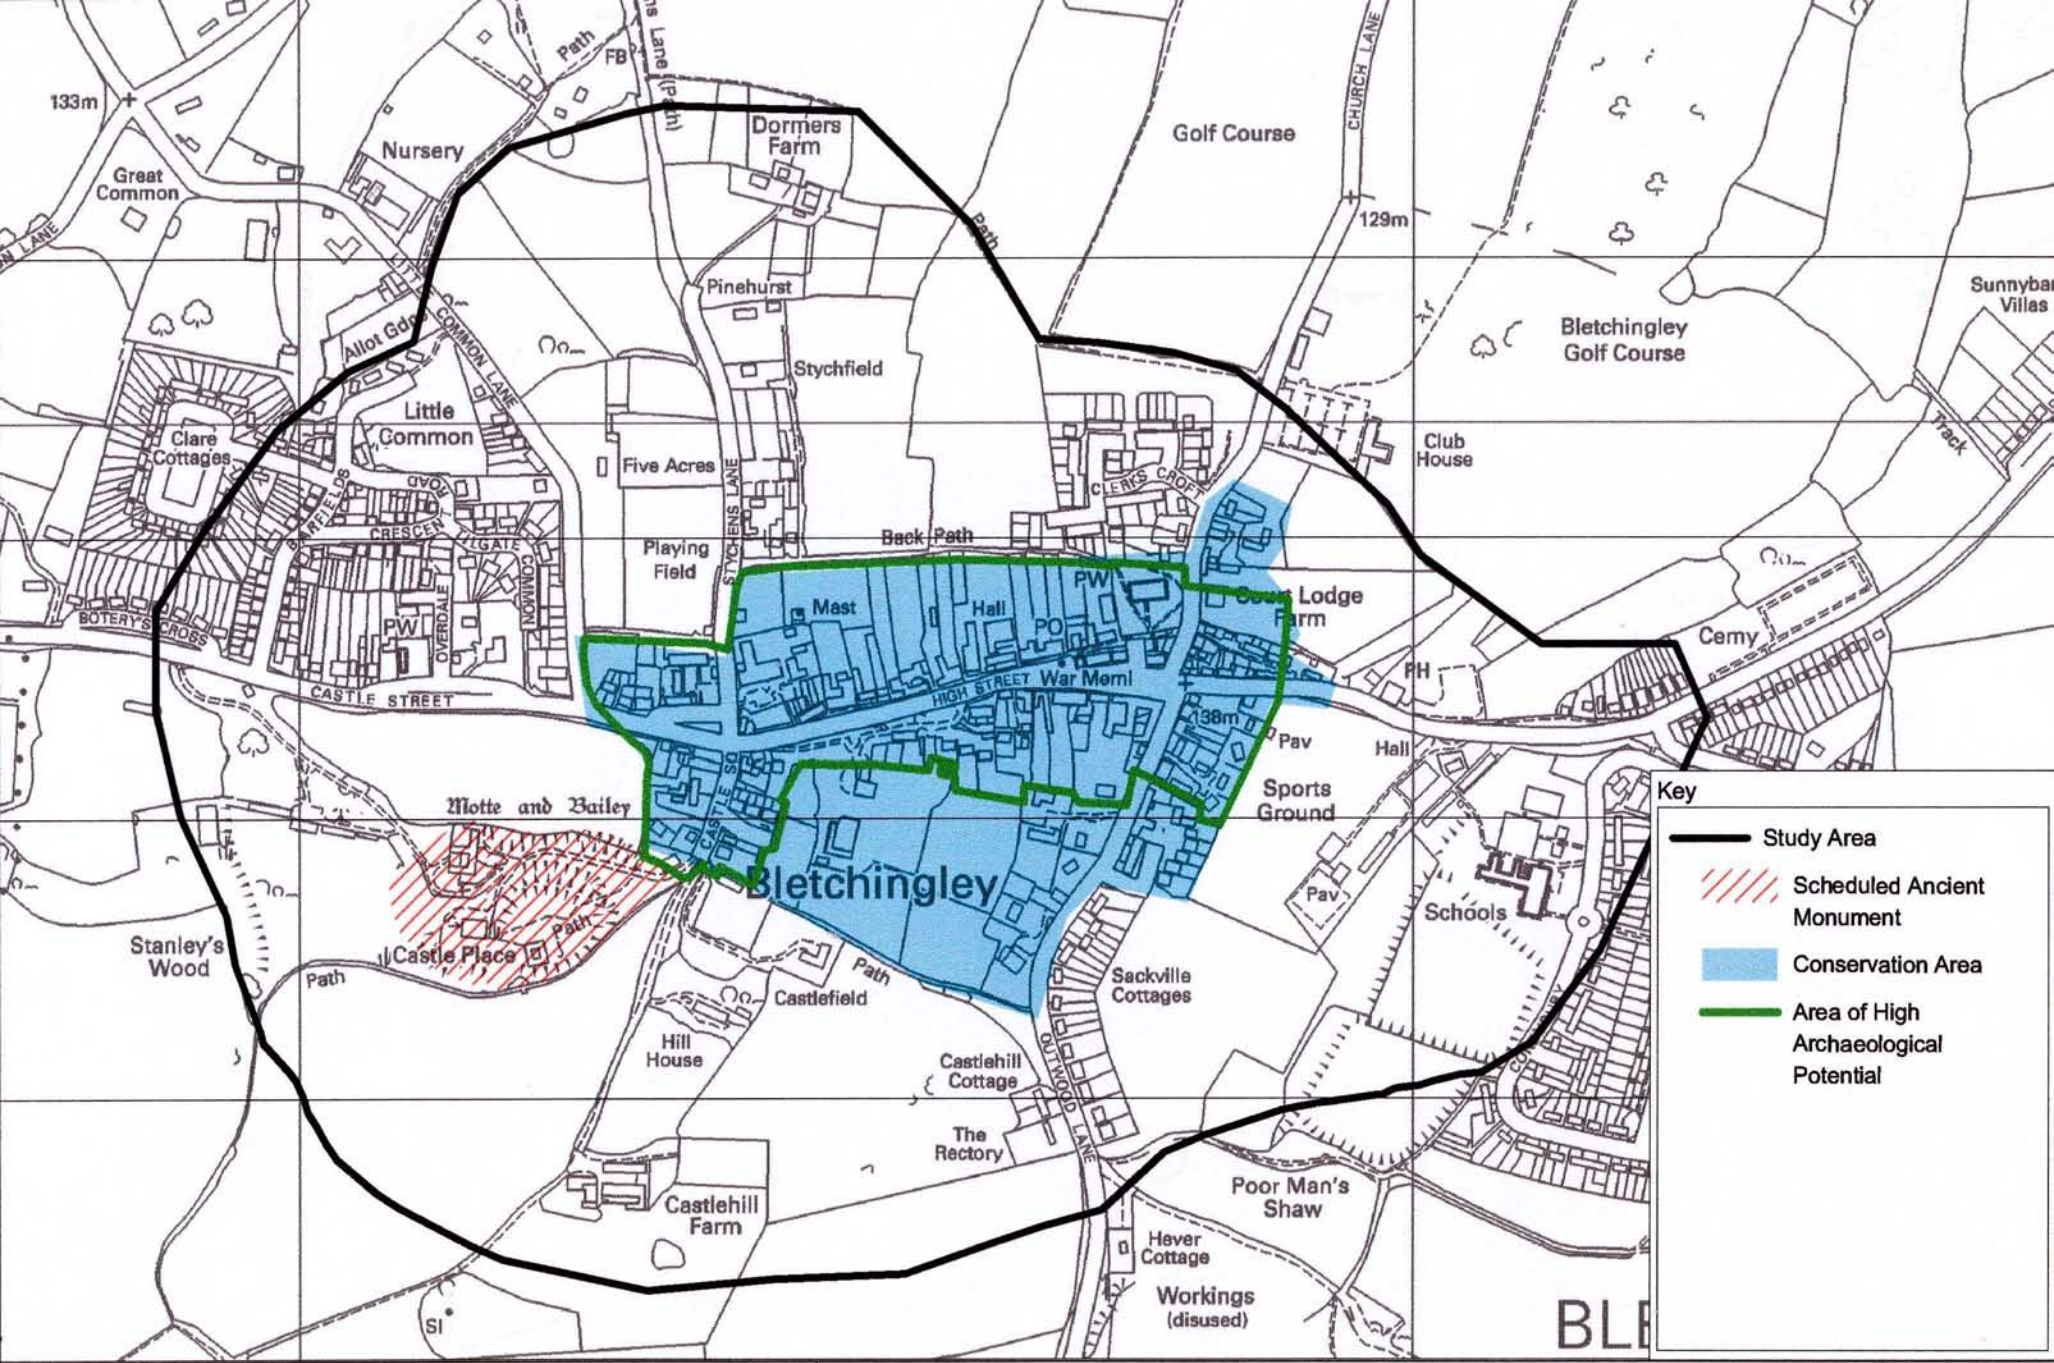 Path
FB
133m
Nursery
Great
Common
Dormers
Farm
Golf Course
CHURCH LANE
129m
Path
Pinehurst
Sunnybar
Villas
Bletchingley
Golf Course
Allot Gdns
COMMON LANE
Stychfield
Little
Common
Clare
Cottages
Five Acres
Club
House
Track
CLERKS CROFT
BARFIELDS
ROAD
CRESCENT
TILGATE COMMON
STYCHENS LANE
Back Path
Playing
Field
PW
Mast
Hall
PO
Court Lodge
Farm
BOTERY'S CROSS
PW
OVERDALE
Cemy
PH
CASTLE STREET
HIGH STREET
War Meml
138m
Pav
Hall
Sports
Ground
CASTLE SQ
Motte and Bailey
Bletchingley
Pav
Schools
Stanley's
Wood
Path
Castle Place
Path
Castlefield
Path
Sackville
Cottages
Hill
House
Castlehill
Cottage
OUTWOOD LANE
The
Rectory
Poor Man's
Shaw
Castlehill
Farm
Hever
Cottage
Workings
(disused)
SI
BLE
Key
Study Area
Scheduled Ancient
Monument
Conservation Area
Area of High
Archaeological
Potential